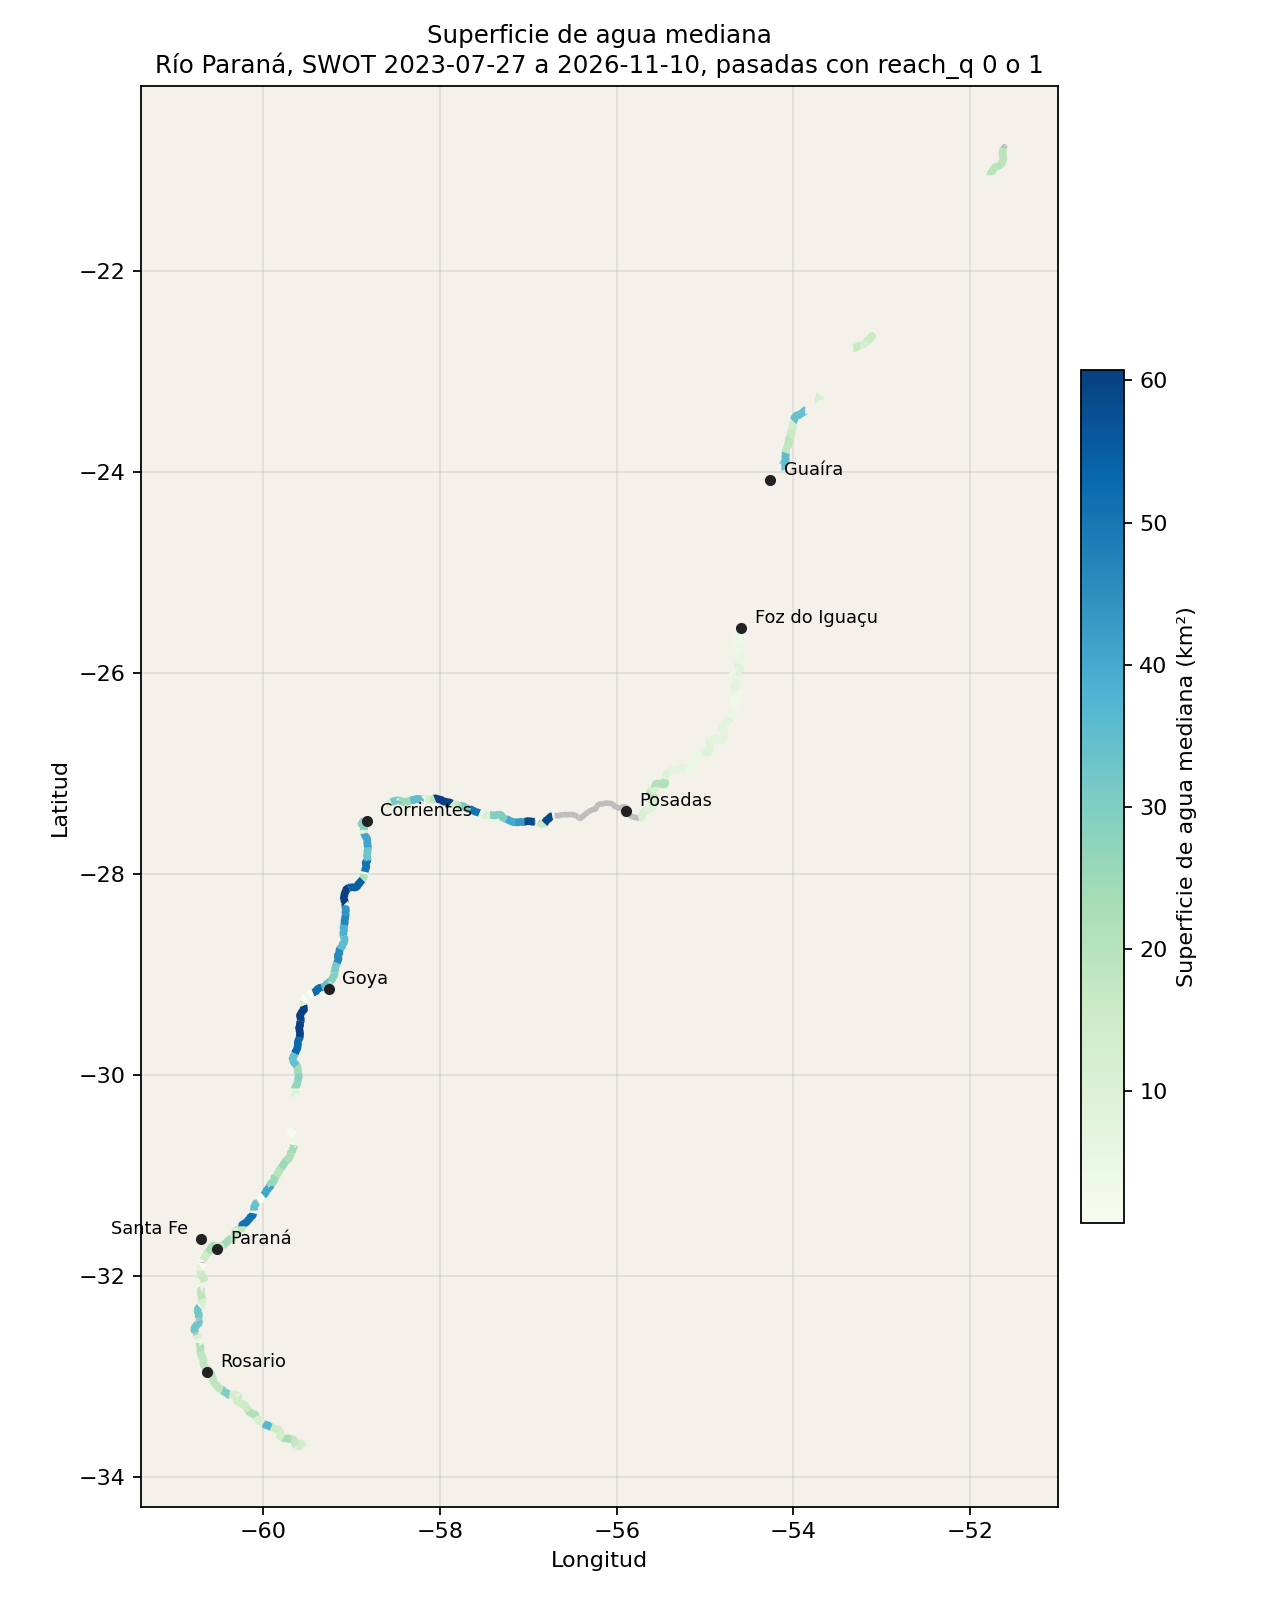 Superficie de agua mediana
Río Paraná, SWOT 2023-07-27 a 2026-11-10, pasadas con reach_q 0 o 1
−22
−24
−26
−28
−30
−32
−34
Latitud
Guaíra
Foz do Iguaçu
Posadas
Corrientes
Goya
Santa Fe
Paraná
Rosario
−60
−58
−56
−54
−52
Longitud
60
50
40
30
20
10
Superficie de agua mediana (km²)